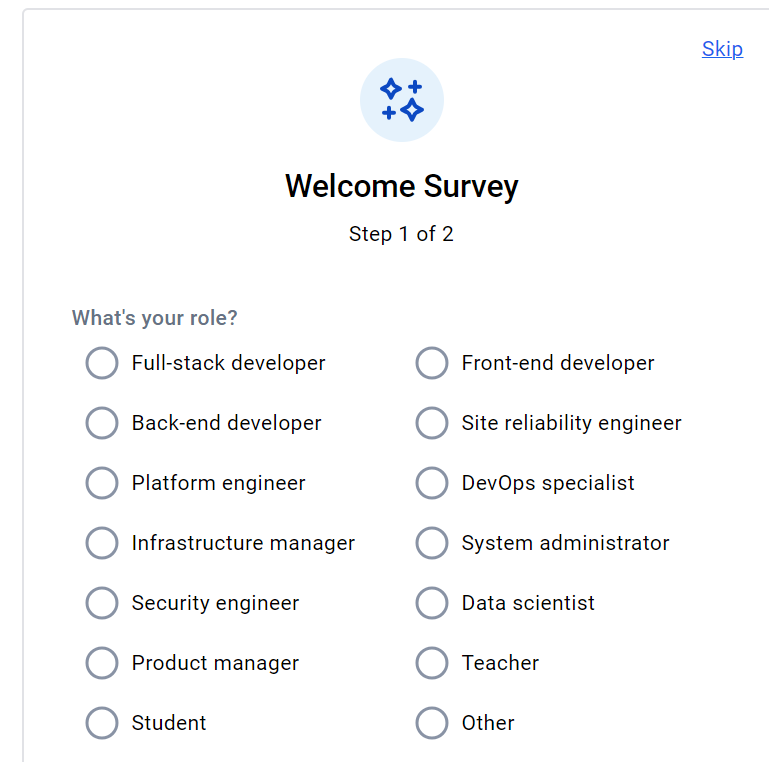 Skip
Welcome Survey
Step 1 of 2
What's your role?
Full-stack developer
Front-end developer
Back-end developer
Site reliability engineer
Platform engineer
DevOps specialist
Infrastructure manager
System administrator
Security engineer
Data scientist
Product manager
Teacher
Student
Other